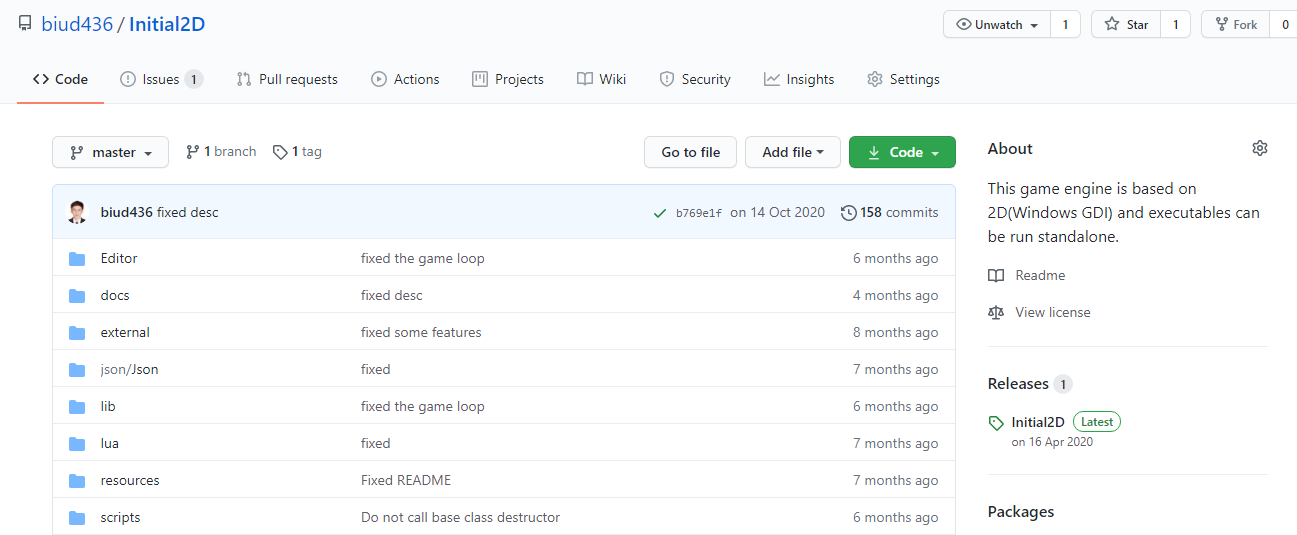 biud436 / Initial2D
Unwatch 1 Star 1 Fork 0
Code Issues 1 Pull requests Actions Projects Wiki Security Insights Settings
master 1 branch 1 tag Go to file Add file Code
biud436 fixed desc b769e1f on 14 Oct 2020 158 commits
Editor fixed the game loop 6 months ago
docs fixed desc 4 months ago
external fixed some features 8 months ago
json/Json fixed 7 months ago
lib fixed the game loop 6 months ago
lua fixed 7 months ago
resources Fixed README 7 months ago
scripts Do not call base class destructor 6 months ago
About
This game engine is based on
2D(Windows GDI) and executables can
be run standalone.
Readme
View license
Releases 1
Initial2D Latest
on 16 Apr 2020
Packages